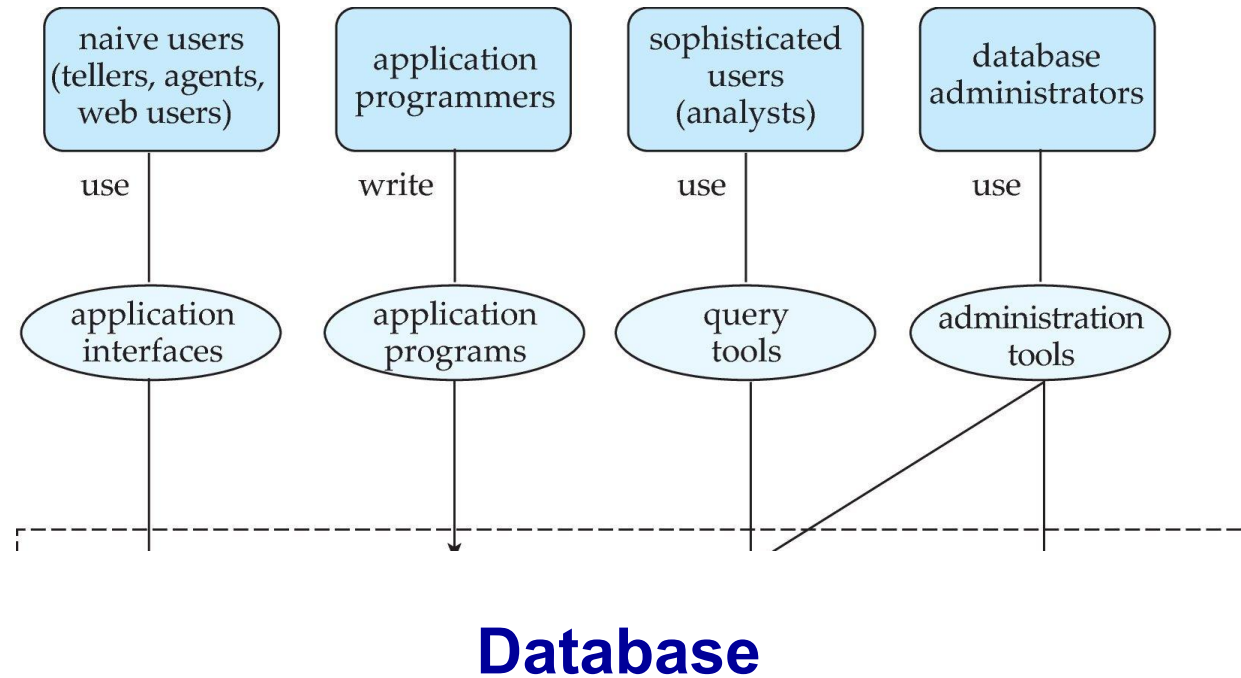 naive users
(tellers, agents,
web users)
application
programmers
sophisticated
users
(analysts)
database
administrators
use
write
use
use
application
interfaces
application
programs
query
tools
administration
tools
Database